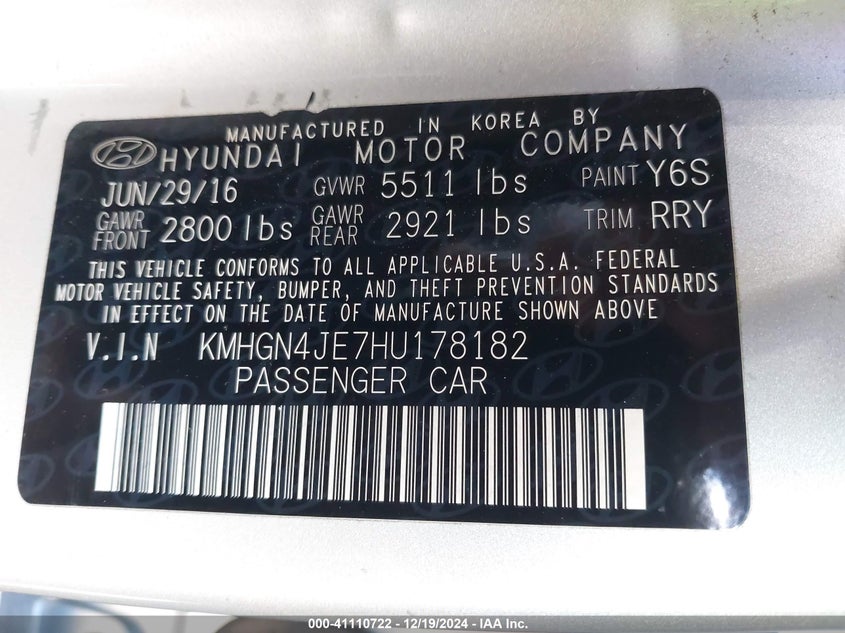 MANUFACTURED IN KOREA BY
HYUNDAI MOTOR COMPANY
JUN/29/16 GVWR 5511 lbs PAINT Y6S
GAWR FRONT 2800 lbs GAWR REAR 2921 lbs TRIM RRY
THIS VEHICLE CONFORMS TO ALL APPLICABLE U.S.A. FEDERAL
MOTOR VEHICLE SAFETY, BUMPER, AND THEFT PREVENTION STANDARDS
IN EFFECT ON THE DATE OF MANUFACTURE SHOWN ABOVE
V.I.N KMHGN4JE7HU178182
PASSENGER CAR
000-41110722 - 12/19/2024 - IAA Inc.